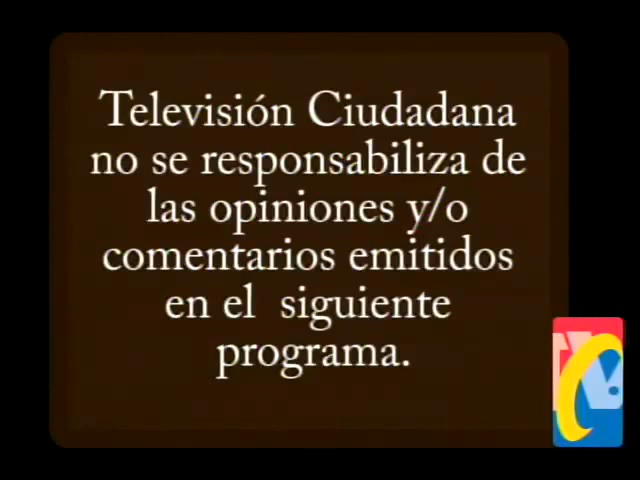 Televisión Ciudadana
no se responsabiliza de
las opiniones y/o
comentarios emitidos
en el siguiente
programa.